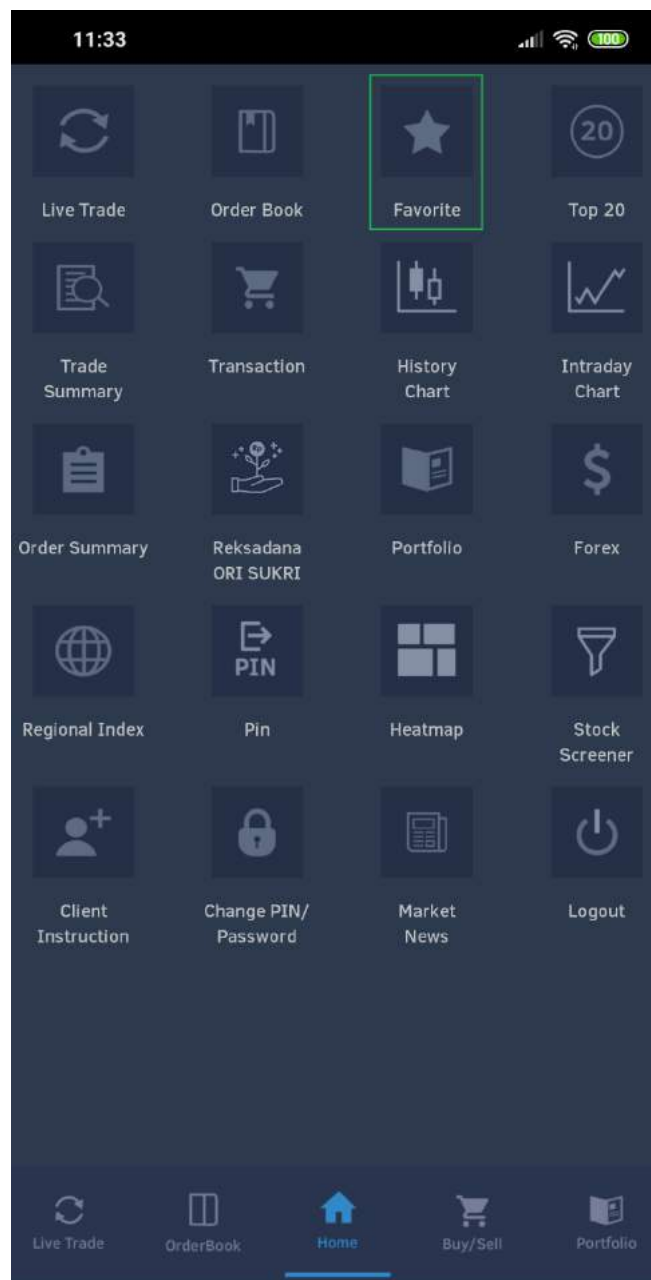 11:33
100
20
Live Trade
Order Book
Favorite
Top 20
Trade
Summary
Transaction
History
Chart
Intraday
Chart
Order Summary
Rp
Reksadana
ORI SUKRI
Portfolio
Forex
PIN
Regional Index
Pin
Heatmap
Stock
Screener
Client
Instruction
Change PIN/
Password
Market
News
Logout
Live Trade
OrderBook
Home
Buy/Sell
Portfolio